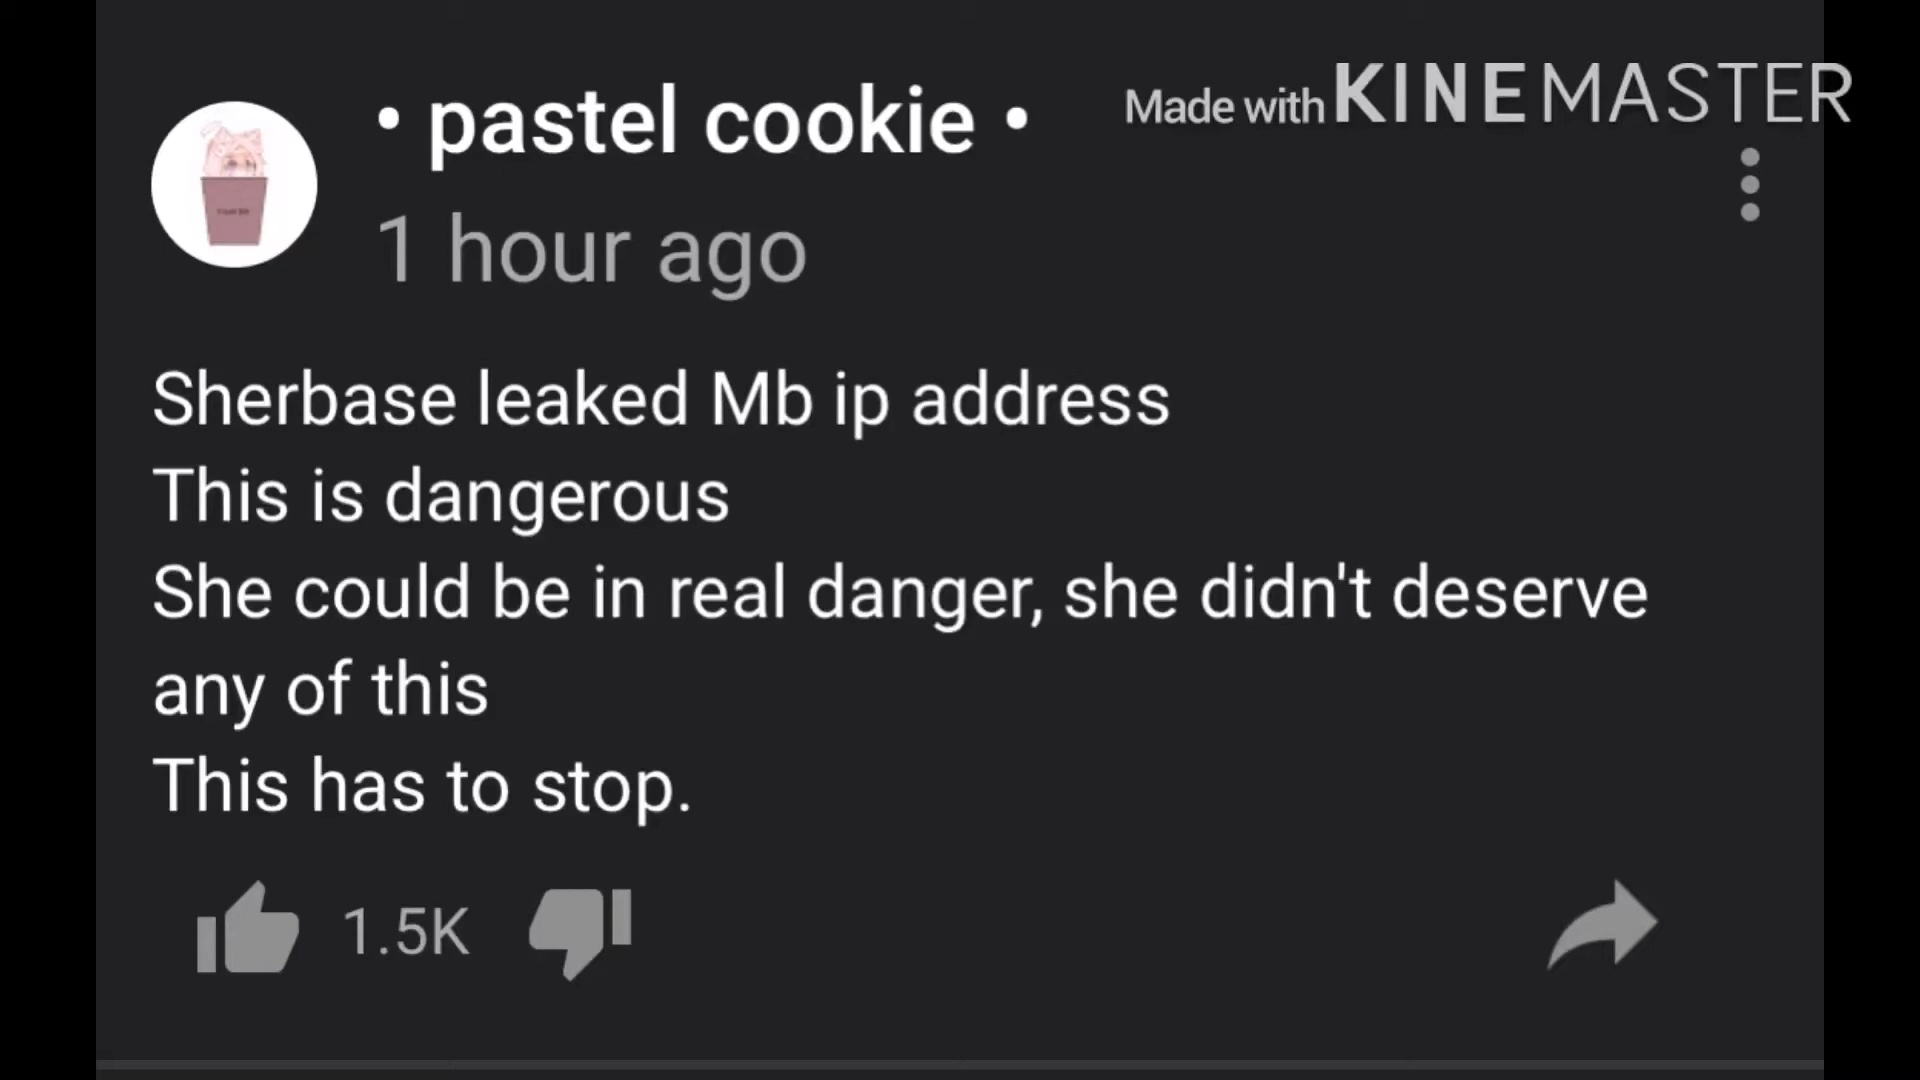 • pastel cookie •
Made with KINEMASTER
1 hour ago
Sherbase leaked Mb ip address
This is dangerous
She could be in real danger, she didn't deserve
any of this
This has to stop.
1.5K